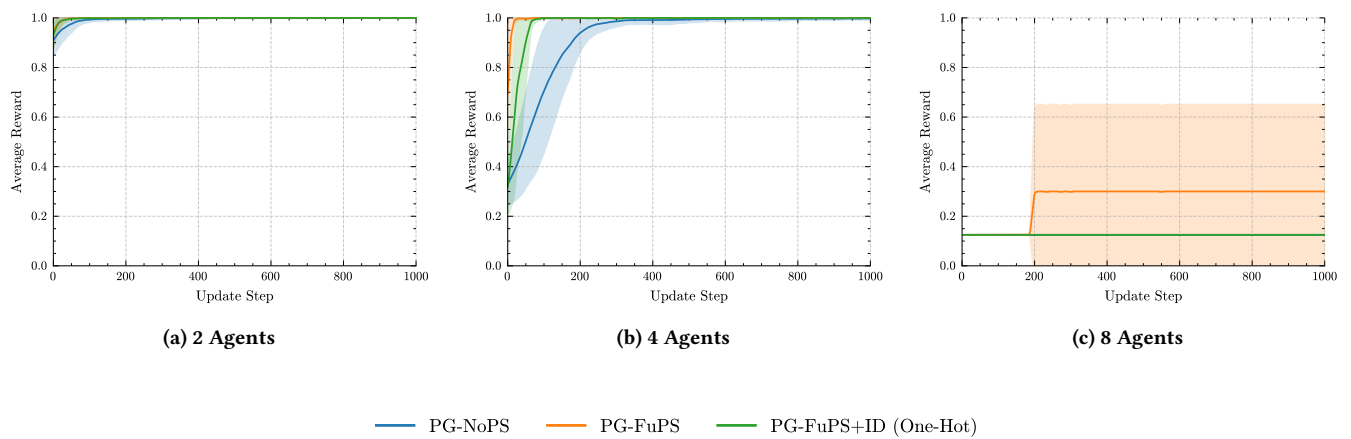 1.0
0.8
0.6
0.4
0.2
0.0
Average Reward
0 200 400 600 800 1000
Update Step
(a) 2 Agents
1.0
0.8
0.6
0.4
0.2
0.0
Average Reward
0 200 400 600 800 1000
Update Step
(b) 4 Agents
1.0
0.8
0.6
0.4
0.2
0.0
Average Reward
0 200 400 600 800 1000
Update Step
(c) 8 Agents
PG-NoPS PG-FuPS PG-FuPS+ID (One-Hot)